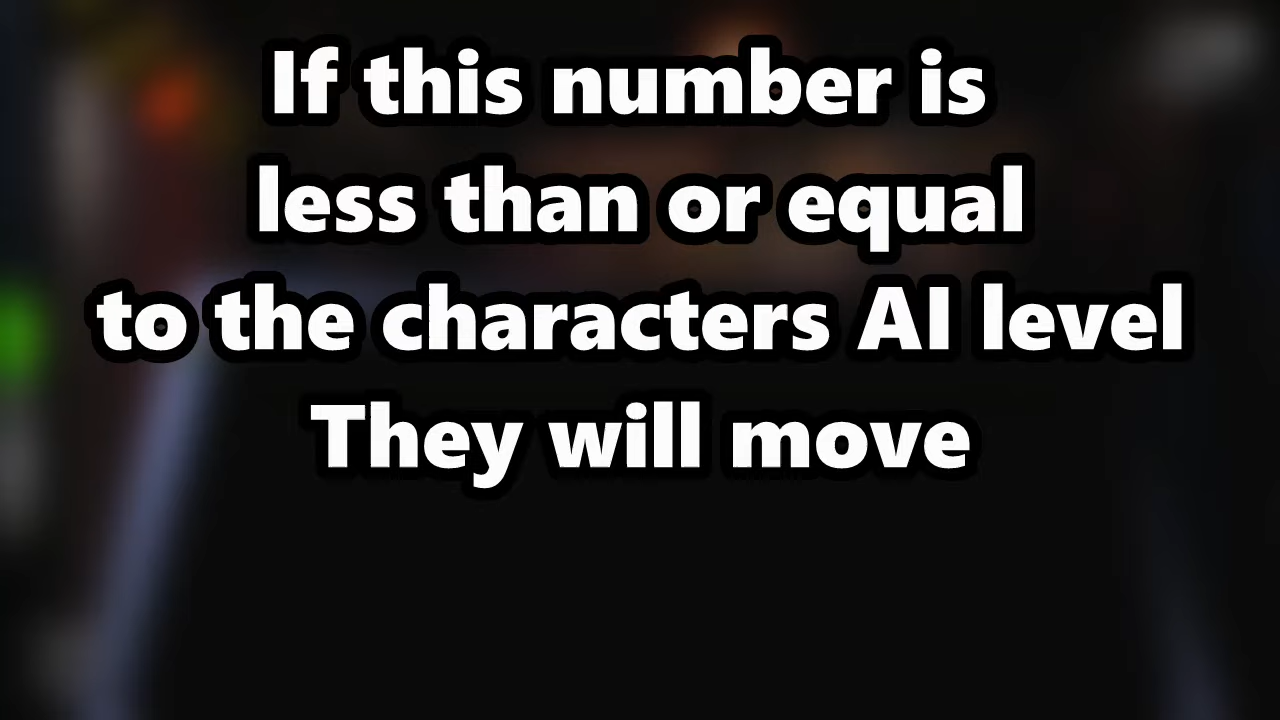 If this number is
less than or equal
to the characters AI level
They will move